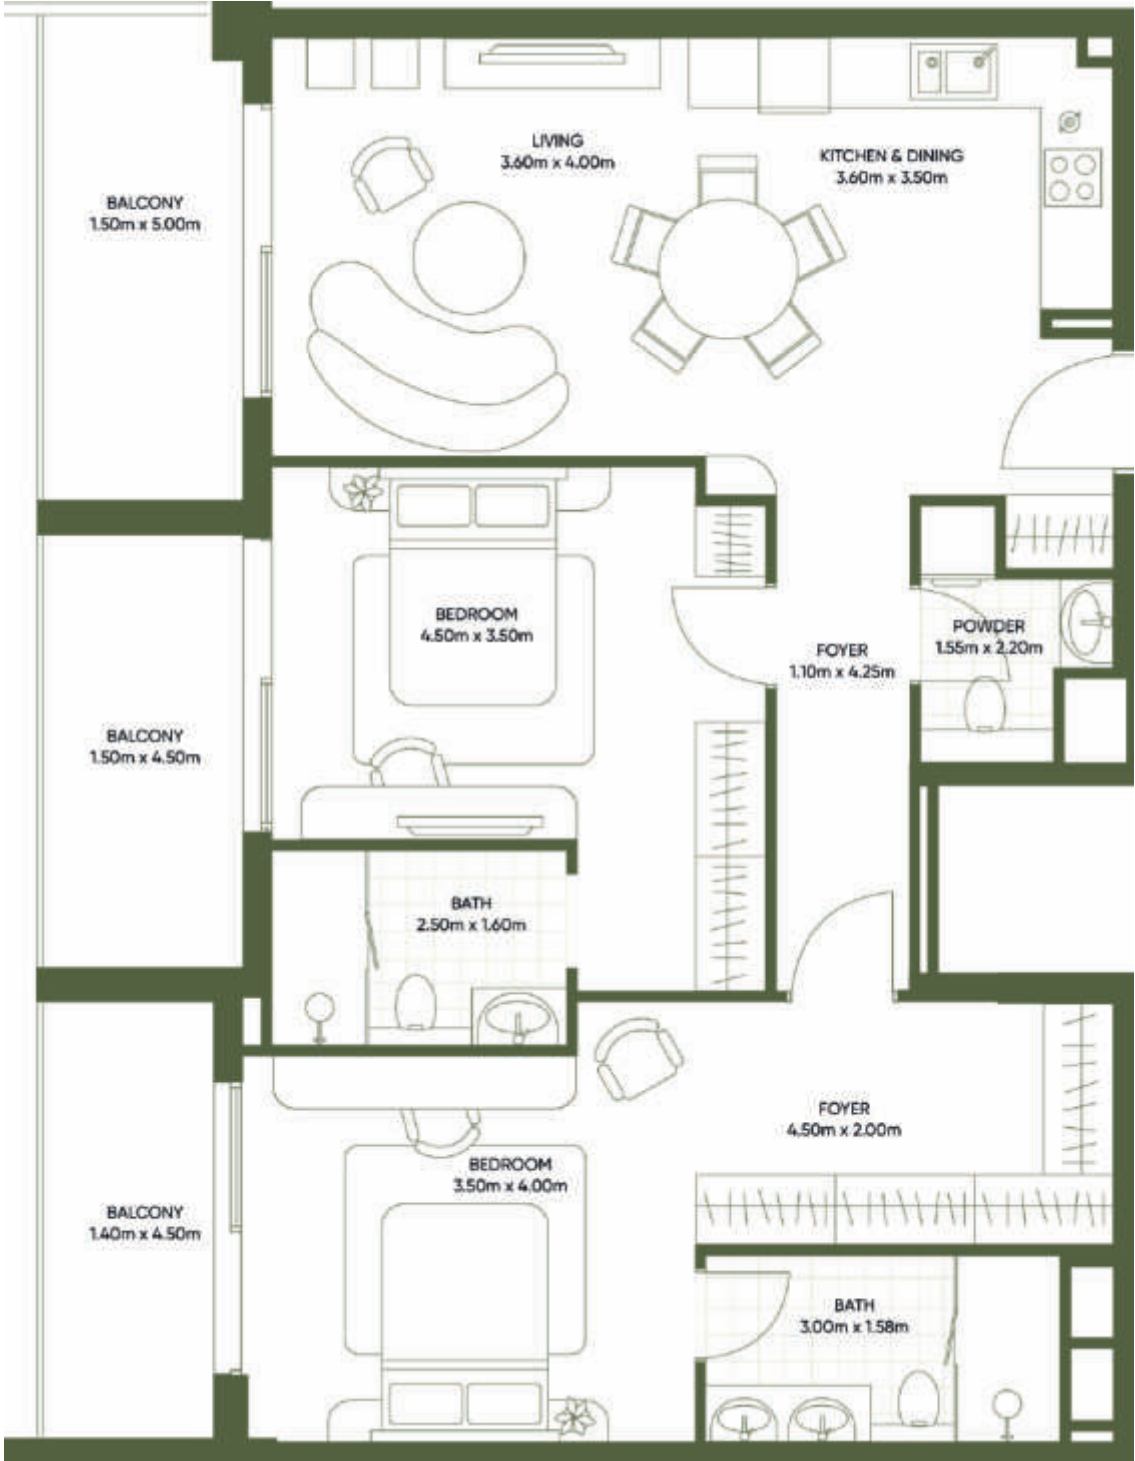 LIVING
3.60m x 4.00m
KITCHEN & DINING
3.60m x 3.50m
BALCONY
1.50m x 5.00m
BEDROOM
4.50m x 3.50m
POWDER
1.55m x 2.20m
FOYER
1.10m x 4.25m
BALCONY
1.50m x 4.50m
BATH
2.50m x 1.60m
FOYER
4.50m x 2.00m
BEDROOM
3.50m x 4.00m
BALCONY
1.40m x 4.50m
BATH
3.00m x 1.58m